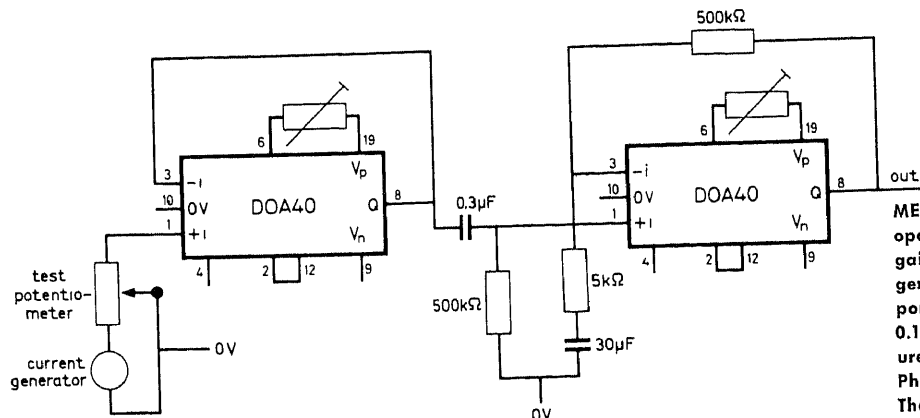 500kΩ
6
19
Vp
3
-i
10
0V
DOA40
Q
8
1
+i
Vn
4
2
12
9
test
potentio-
meter
current
generator
0V
0.3µF
500kΩ
6
19
Vp
3
-i
10
0V
DOA40
Q
8
1
+i
Vn
4
2
12
9
5kΩ
30µF
0V
out
ME
ope
gai
ger
por
0.1
ure
Ph
The